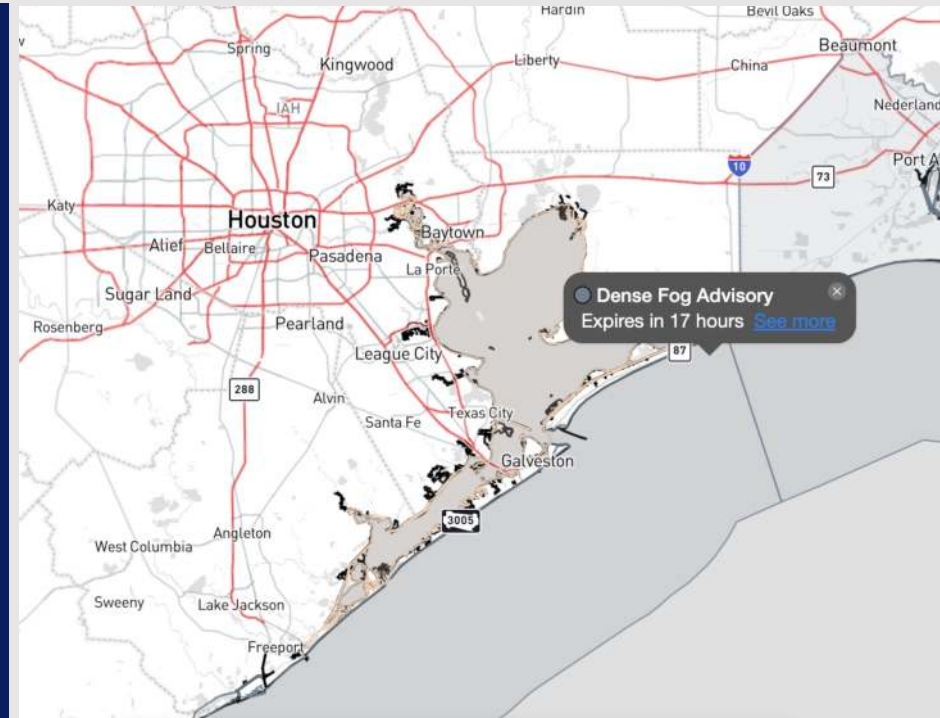 Hardin
Bevil Oaks
Spring
Kingwood
Liberty
China
Beaumont
IAH
Nederland
10
73
Port A
Katy
Houston
Baytown
Alief
Bellaire
Pasadena
La Porte
Sugar Land
Dense Fog Advisory
Expires in 17 hours See more
Rosenberg
Pearland
League City
87
288
Alvin
Texas City
Santa Fe
Galveston
3005
Angleton
West Columbia
Sweeny
Lake Jackson
Freeport